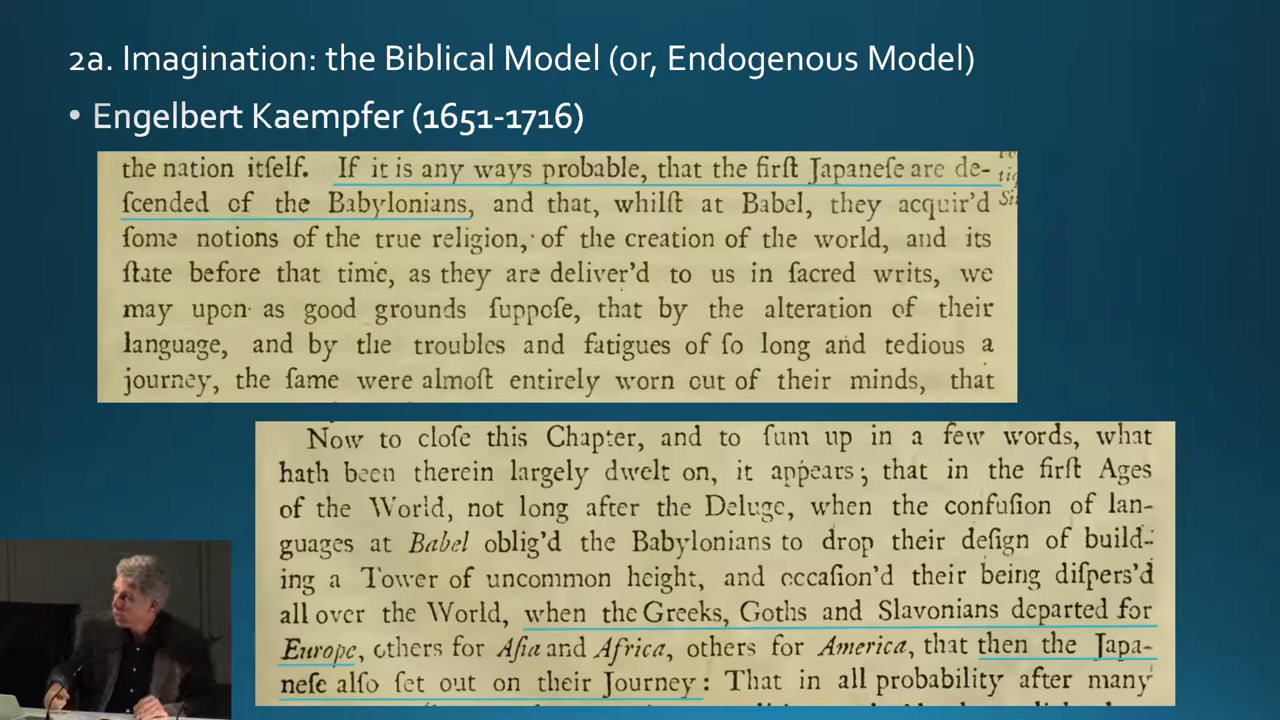 2a. Imagination: the Biblical Model (or, Endogenous Model)
• Engelbert Kaempfer (1651-1716)
the nation itſelf. If it is any ways probable, that the firſt Japaneſe are de-
ſcended of the Babylonians, and that, whilſt at Babel, they acquir'd
ſome notions of the true religion, of the creation of the world, and its
ſtate before that time, as they are deliver'd to us in ſacred writs, we
may upon as good grounds ſuppoſe, that by the alteration of their
language, and by the troubles and fatigues of ſo long and tedious a
journey, the ſame were almoſt entirely worn out of their minds, that
Now to cloſe this Chapter, and to ſum up in a few words, what
hath been therein largely dwelt on, it appears; that in the firſt Ages
of the World, not long after the Deluge, when the confuſion of lan-
guages at Babel oblig'd the Babylonians to drop their deſign of build-
ing a Tower of uncommon height, and occaſion'd their being diſpers'd
all over the World, when the Greeks, Goths and Slavonians departed for
Europe, others for Aſia and Africa, others for America, that then the Japa-
neſe alſo ſet out on their Journey: That in all probability after many